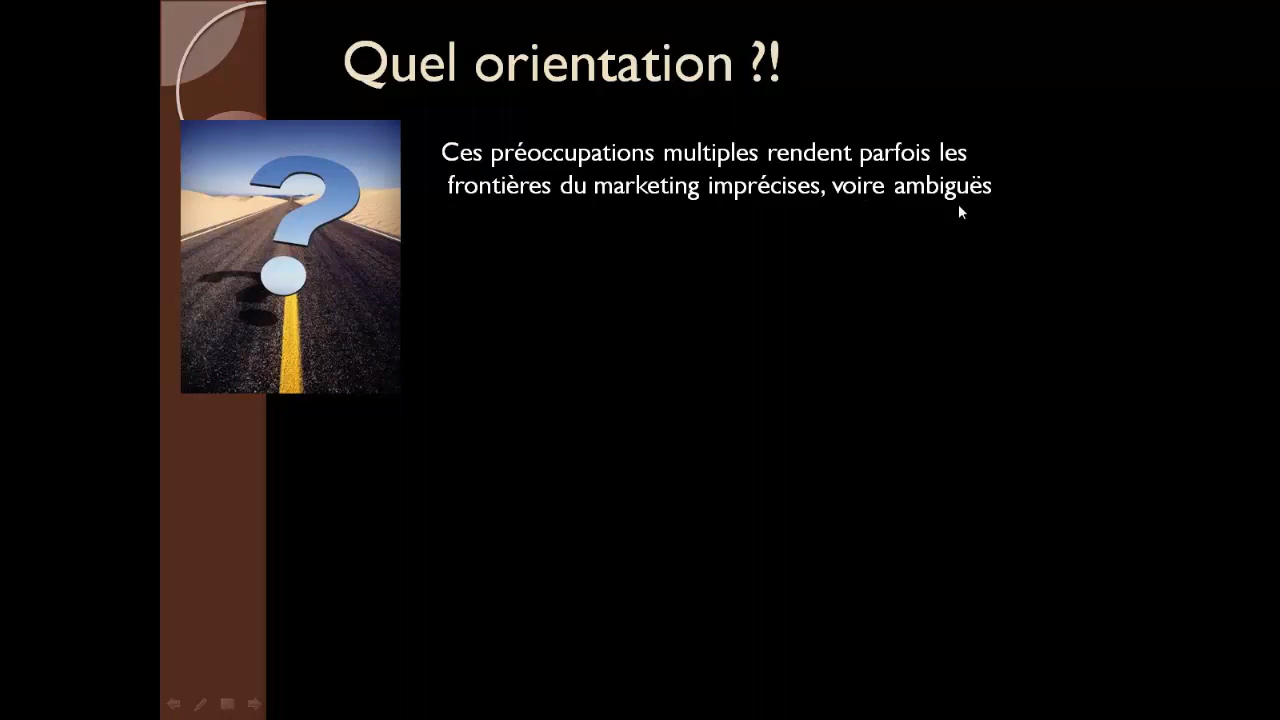 Quel orientation ?!
Ces préoccupations multiples rendent parfois les
frontières du marketing imprécises, voire ambiguës